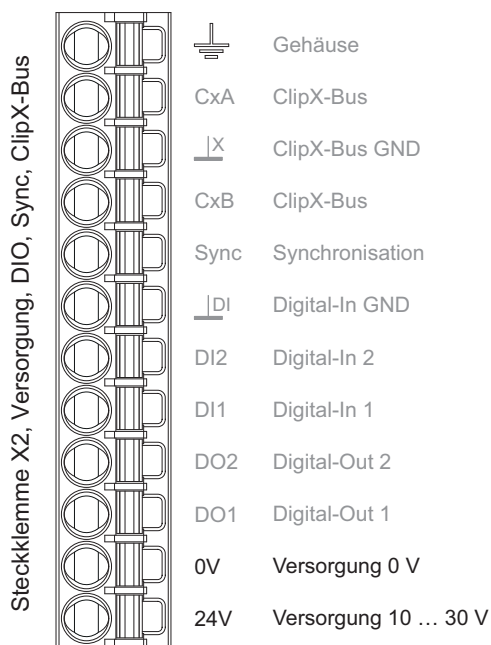 Steckklemme X2, Versorgung, DIO, Sync, ClipX-Bus
Gehäuse
CxA ClipX-Bus
X ClipX-Bus GND
CxB ClipX-Bus
Sync Synchronisation
DI Digital-In GND
DI2 Digital-In 2
DI1 Digital-In 1
DO2 Digital-Out 2
DO1 Digital-Out 1
0V Versorgung 0 V
24V Versorgung 10 … 30 V